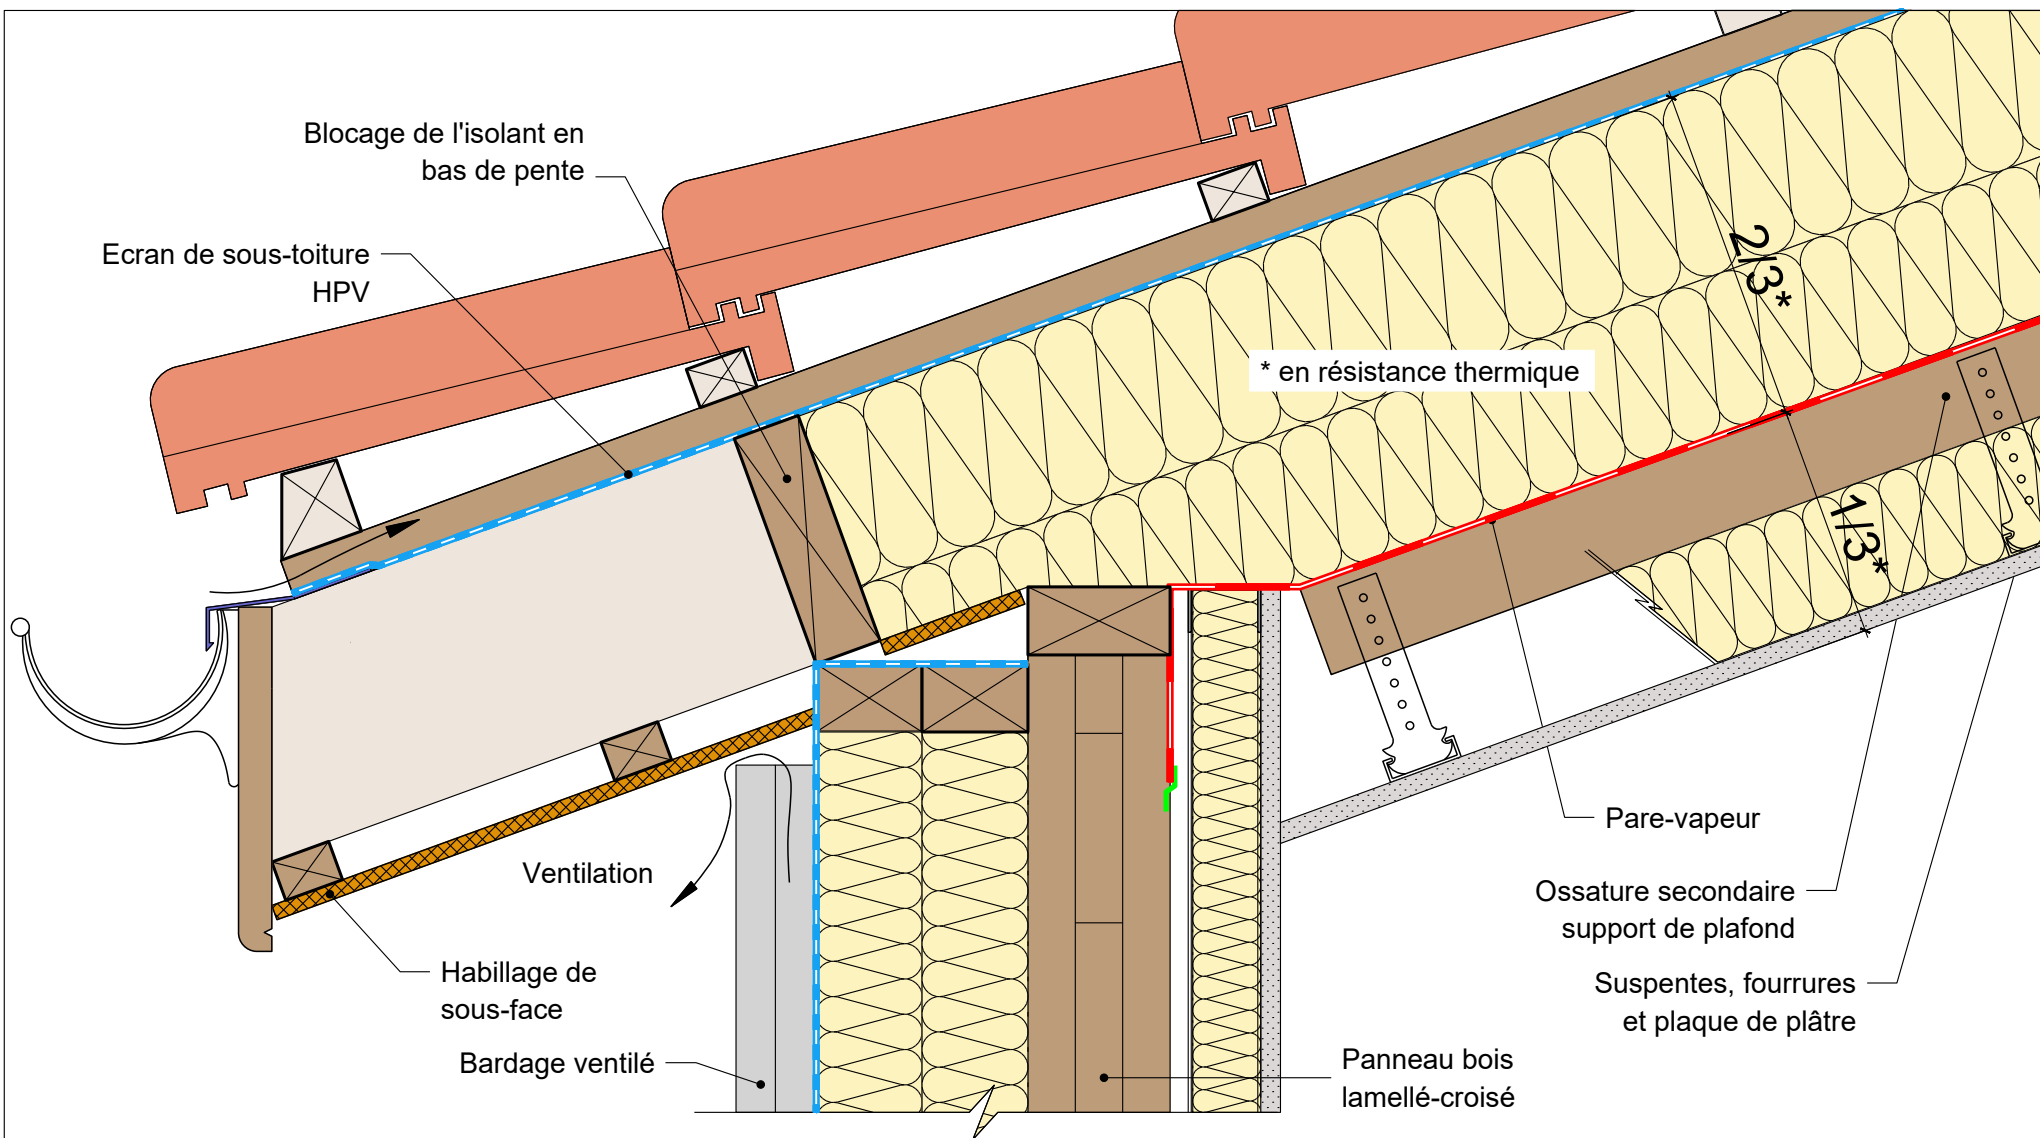 Blocage de l'isolant en
bas de pente
Ecran de sous-toiture
HPV
2/3*
* en résistance thermique
1/3*
Pare-vapeur
Ventilation
Ossature secondaire
support de plafond
Habillage de
sous-face
Suspentes, fourrures
et plaque de plâtre
Bardage ventilé
Panneau bois
lamellé-croisé